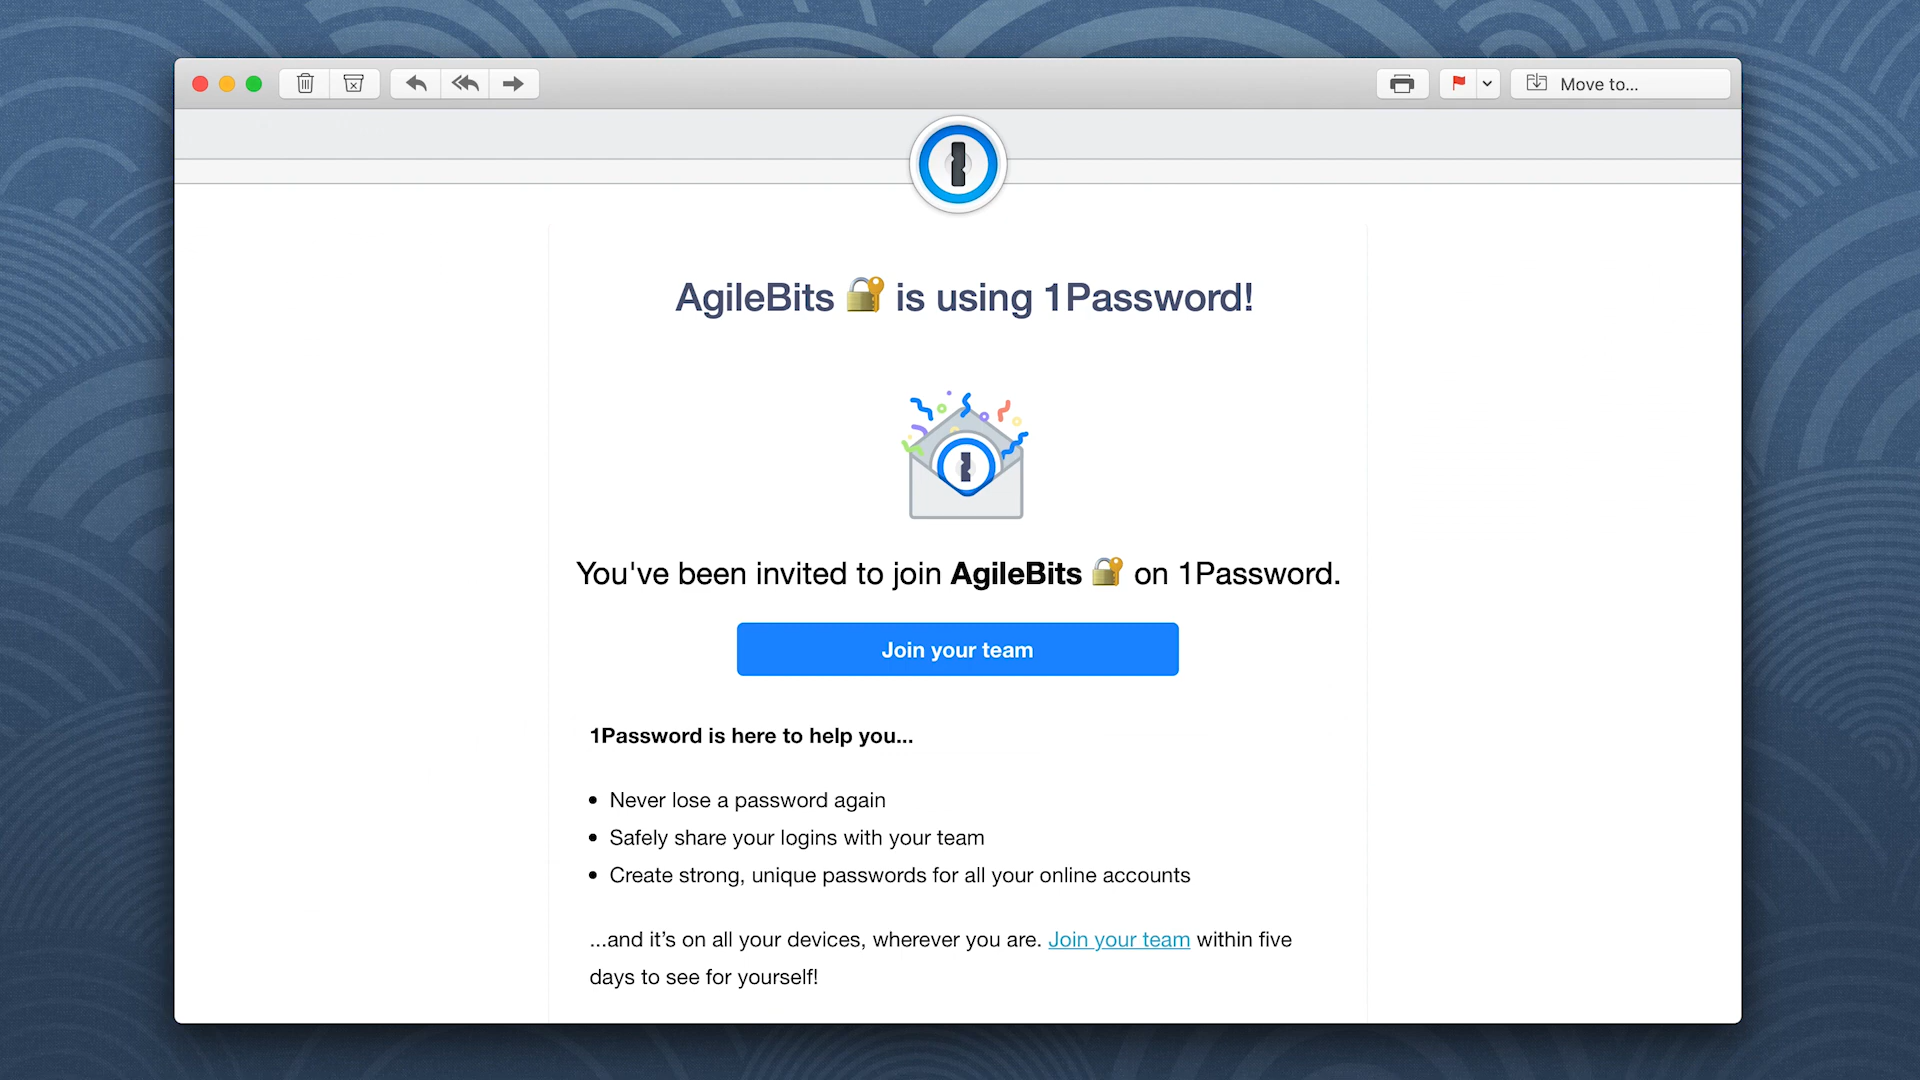 Move to...
AgileBits 🔐 is using 1Password!
You've been invited to join AgileBits 🔐 on 1Password.
Join your team
1Password is here to help you...
• Never lose a password again
• Safely share your logins with your team
• Create strong, unique passwords for all your online accounts
...and it’s on all your devices, wherever you are. Join your team within five
days to see for yourself!